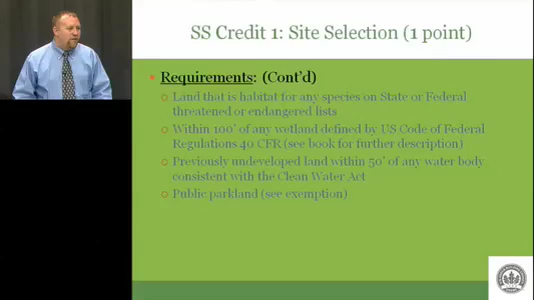 SS Credit 1: Site Selection (1 point)
• Requirements: (Cont'd)
Land that is habitat for any species on State or Federal
threatened or endangered lists
Within 100' of any wetland defined by US Code of Federal
Regulations 40 CFR (see book for further description)
Previously undeveloped land within 50' of any water body
consistent with the Clean Water Act
Public parkland (see exemption)